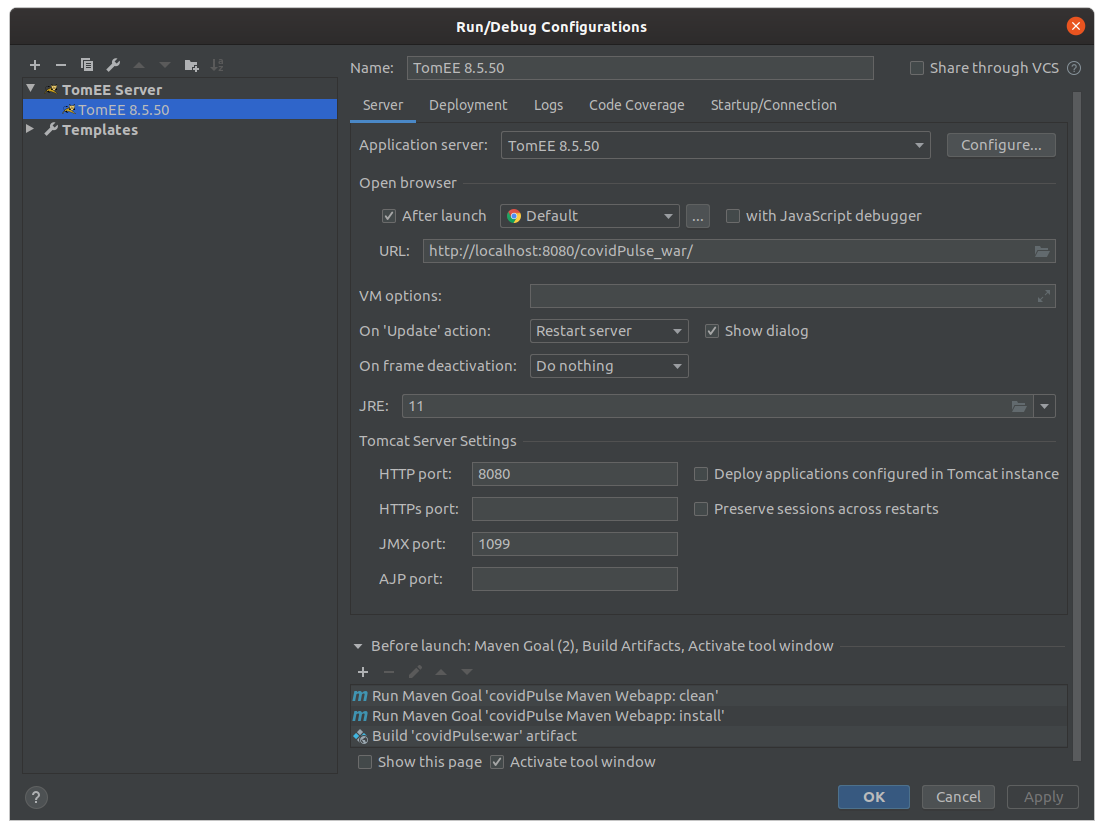 Run/Debug Configurations
TomEE Server
TomEE 8.5.50
Templates
Name: TomEE 8.5.50 Share through VCS ?
Server Deployment Logs Code Coverage Startup/Connection
Application server: TomEE 8.5.50 Configure...
Open browser
After launch Default ... with JavaScript debugger
URL: http://localhost:8080/covidPulse_war/
VM options:
On 'Update' action: Restart server Show dialog
On frame deactivation: Do nothing
JRE: 11
Tomcat Server Settings
HTTP port: 8080 Deploy applications configured in Tomcat instance
HTTPs port: Preserve sessions across restarts
JMX port: 1099
AJP port:
Before launch: Maven Goal (2), Build Artifacts, Activate tool window
m Run Maven Goal 'covidPulse Maven Webapp: clean'
m Run Maven Goal 'covidPulse Maven Webapp: install'
Build 'covidPulse:war' artifact
Show this page Activate tool window
? OK Cancel Apply